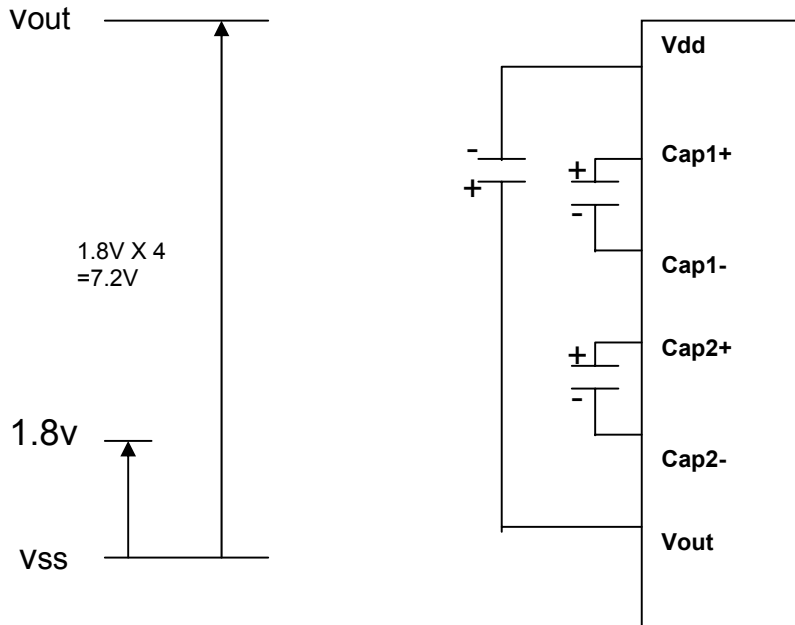 Vout
1.8V X 4
=7.2V
1.8v
Vss
Vdd
-
+
Cap1+
+
-
Cap1-
Cap2+
+
-
Cap2-
Vout